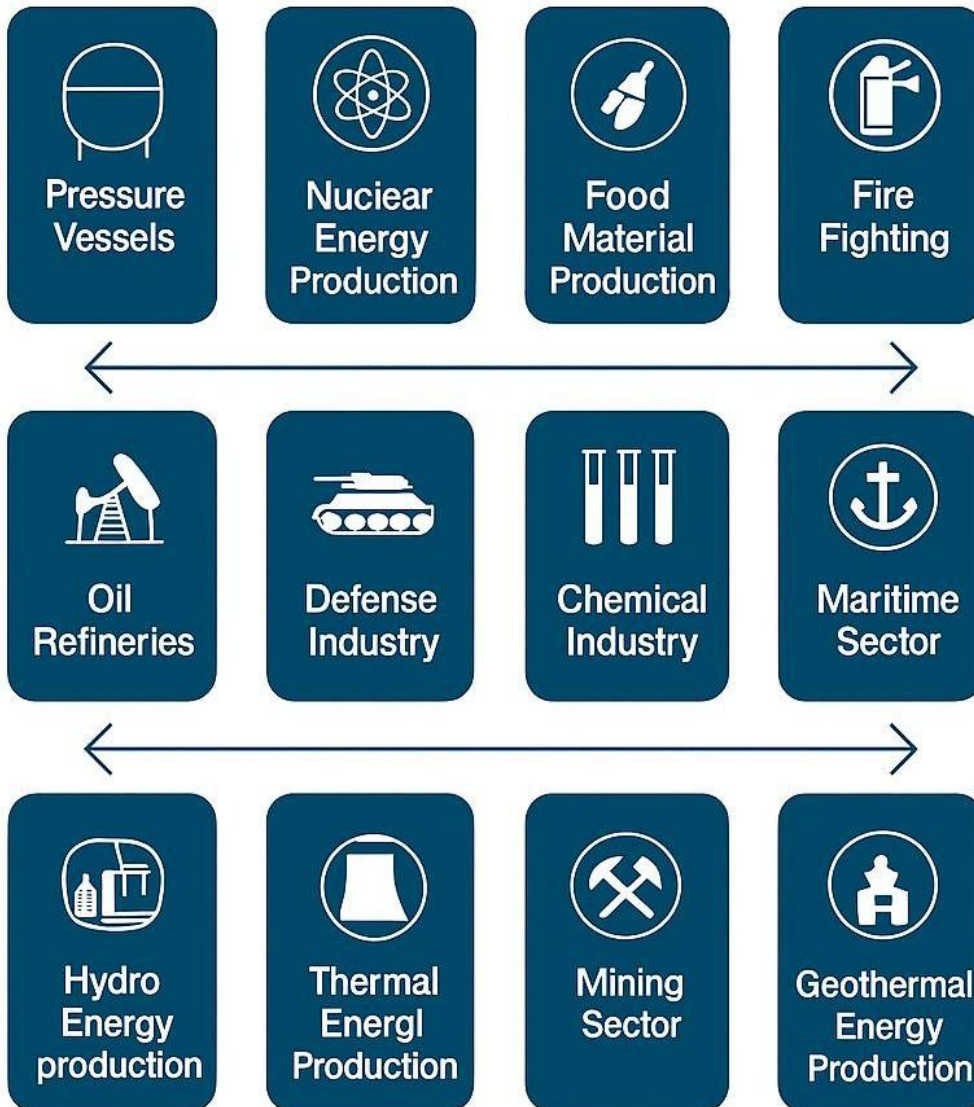 Pressure
Vessels
Nuciear
Energy
Production
Food
Material
Production
Fire
Fighting
Oil
Refineries
Defense
Industry
Chemical
Industry
Maritime
Sector
Hydro
Energy
production
Thermal
Energl
Production
Mining
Sector
Geothermal
Energy
Production